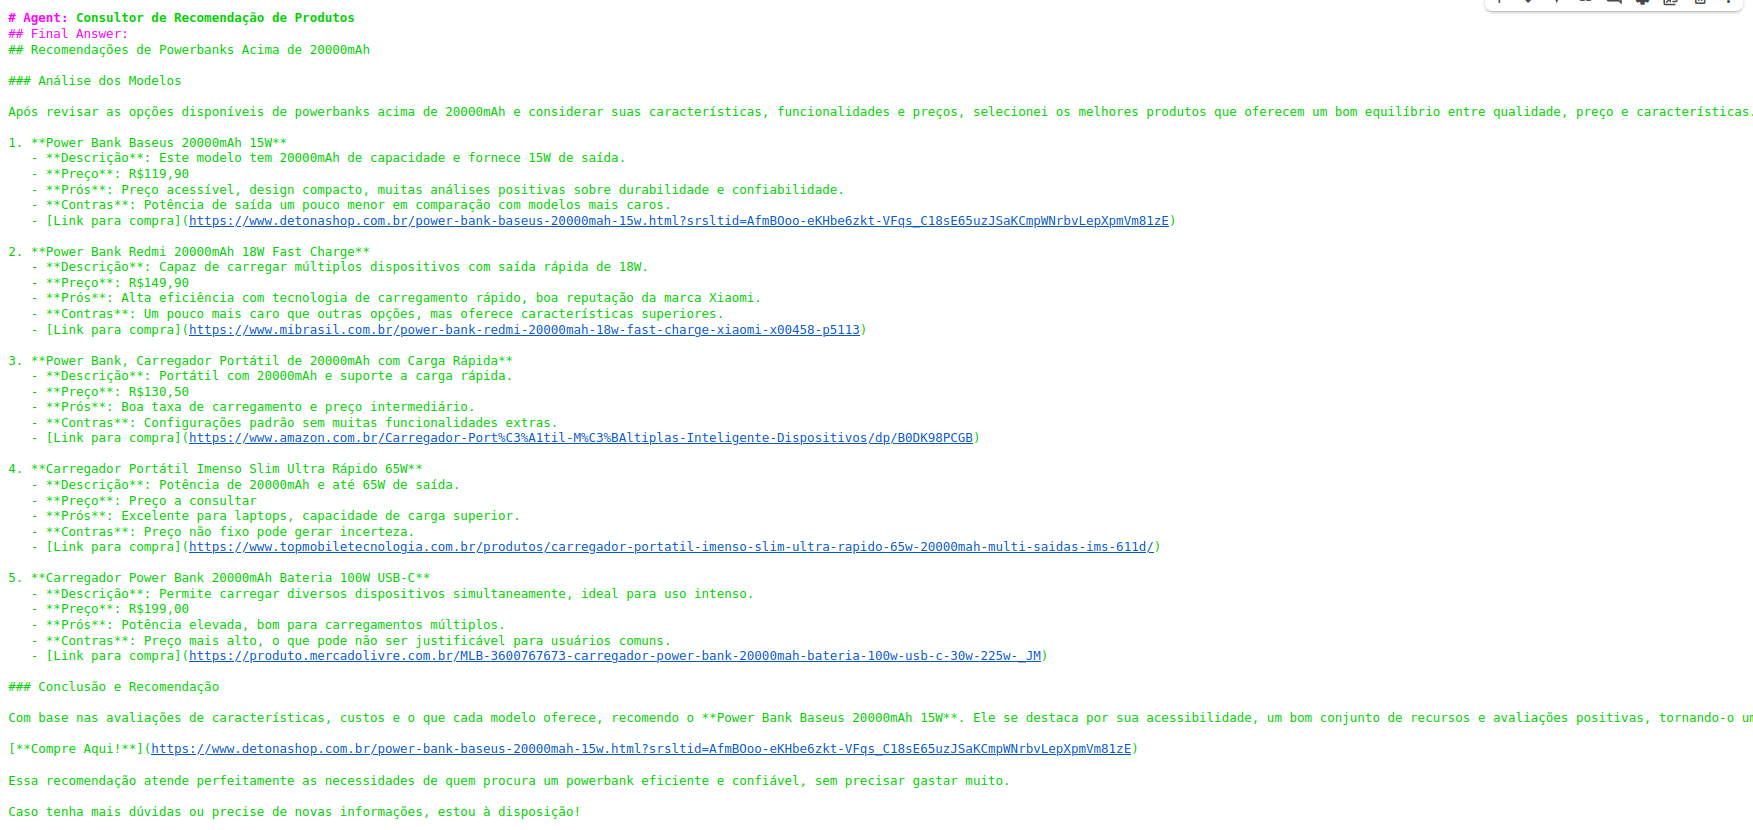 # Agent: Consultor de Recomendação de Produtos
## Final Answer:
## Recomendações de Powerbanks Acima de 20000mAh
### Análise dos Modelos
Após revisar as opções disponíveis de powerbanks acima de 20000mAh e considerar suas características, funcionalidades e preços, selecionei os melhores produtos que oferecem um bom equilíbrio entre qualidade, preço e características.
1. **Power Bank Baseus 20000mAh 15W**
- **Descrição**: Este modelo tem 20000mAh de capacidade e fornece 15W de saída.
- **Preço**: R$119,90
- **Prós**: Preço acessível, design compacto, muitas análises positivas sobre durabilidade e confiabilidade.
- **Contras**: Potência de saída um pouco menor em comparação com modelos mais caros.
- [Link para compra](https://www.detonashop.com.br/power-bank-baseus-20000mah-15w.html?srsltid=AfmBOoo-eKHbe6zkt-VFqs_C18sE65uzJSaKCmpWNrbvLepXpmVm81zE)
2. **Power Bank Redmi 20000mAh 18W Fast Charge**
- **Descrição**: Capaz de carregar múltiplos dispositivos com saída rápida de 18W.
- **Preço**: R$149,90
- **Prós**: Alta eficiência com tecnologia de carregamento rápido, boa reputação da marca Xiaomi.
- **Contras**: Um pouco mais caro que outras opções, mas oferece características superiores.
- [Link para compra](https://www.mibrasil.com.br/power-bank-redmi-20000mah-18w-fast-charge-xiaomi-x00458-p5113)
3. **Power Bank, Carregador Portátil de 20000mAh com Carga Rápida**
- **Descrição**: Portátil com 20000mAh e suporte a carga rápida.
- **Preço**: R$130,50
- **Prós**: Boa taxa de carregamento e preço intermediário.
- **Contras**: Configurações padrão sem muitas funcionalidades extras.
- [Link para compra](https://www.amazon.com.br/Carregador-Port%C3%A1til-M%C3%BAltiplas-Inteligente-Dispositivos/dp/B0DK98PCGB)
4. **Carregador Portátil Imenso Slim Ultra Rápido 65W**
- **Descrição**: Potência de 20000mAh e até 65W de saída.
- **Preço**: Preço a consultar
- **Prós**: Excelente para laptops, capacidade de carga superior.
- **Contras**: Preço não fixo pode gerar incerteza.
- [Link para compra](https://www.topmobiletecnologia.com.br/produtos/carregador-portatil-imenso-slim-ultra-rapido-65w-20000mah-multi-saidas-ims-611d/)
5. **Carregador Power Bank 20000mAh Bateria 100W USB-C**
- **Descrição**: Permite carregar diversos dispositivos simultaneamente, ideal para uso intenso.
- **Preço**: R$199,00
- **Prós**: Potência elevada, bom para carregamentos múltiplos.
- **Contras**: Preço mais alto, o que pode não ser justificável para usuários comuns.
- [Link para compra](https://produto.mercadolivre.com.br/MLB-3600767673-carregador-power-bank-20000mah-bateria-100w-usb-c-30w-225w-_JM)
### Conclusão e Recomendação
Com base nas avaliações de características, custos e o que cada modelo oferece, recomendo o **Power Bank Baseus 20000mAh 15W**. Ele se destaca por sua acessibilidade, um bom conjunto de recursos e avaliações positivas, tornando-o um
[**Compre Aqui!**](https://www.detonashop.com.br/power-bank-baseus-20000mah-15w.html?srsltid=AfmBOoo-eKHbe6zkt-VFqs_C18sE65uzJSaKCmpWNrbvLepXpmVm81zE)
Essa recomendação atende perfeitamente as necessidades de quem procura um powerbank eficiente e confiável, sem precisar gastar muito.
Caso tenha mais dúvidas ou precise de novas informações, estou à disposição!